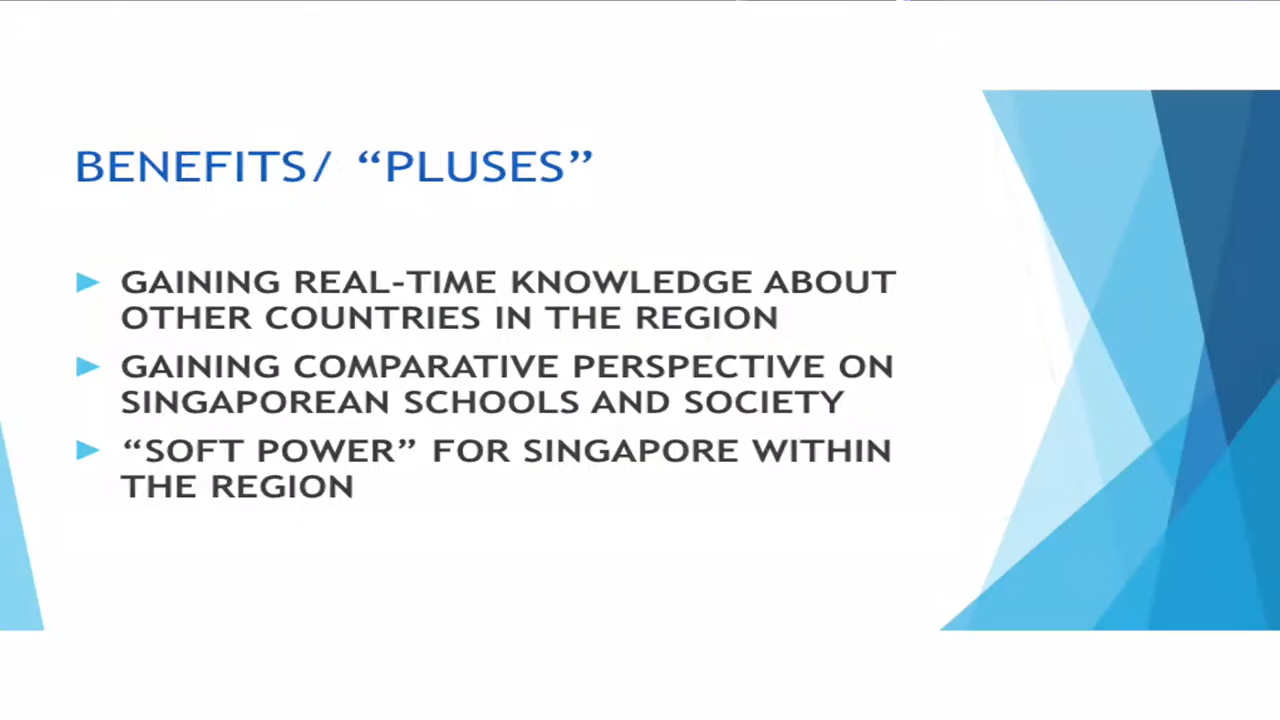 BENEFITS/ “PLUSES”
GAINING REAL-TIME KNOWLEDGE ABOUT
OTHER COUNTRIES IN THE REGION
GAINING COMPARATIVE PERSPECTIVE ON
SINGAPOREAN SCHOOLS AND SOCIETY
“SOFT POWER” FOR SINGAPORE WITHIN
THE REGION